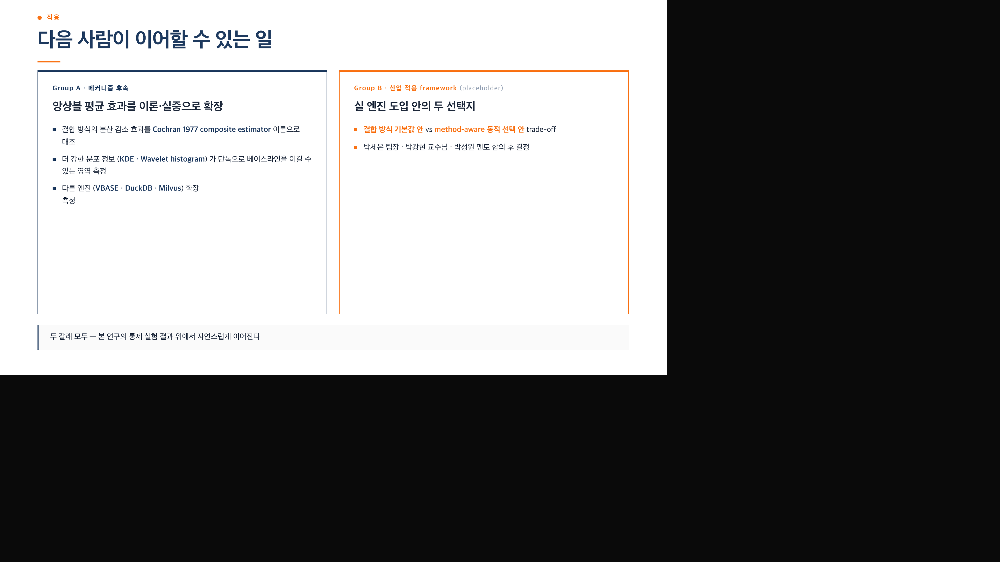 적용
다음 사람이 이어할 수 있는 일
Group A · 메커니즘 후속
앙상블 평균 효과를 이론·실증으로 확장
결합 방식의 분산 감소 효과를 Cochran 1977 composite estimator 이론으로
대조
더 강한 분포 정보 (KDE · Wavelet histogram) 가 단독으로 베이스라인을 이길 수
있는 영역 측정
다른 엔진 (VBASE · DuckDB · Milvus) 확장
측정
Group B · 산업 적용 framework (placeholder)
실 엔진 도입 안의 두 선택지
결합 방식 기본값 안 vs method-aware 동적 선택 안 trade-off
박세은 팀장 · 박광현 교수님 · 박성원 멘토 합의 후 결정
두 갈래 모두 — 본 연구의 통제 실험 결과 위에서 자연스럽게 이어진다